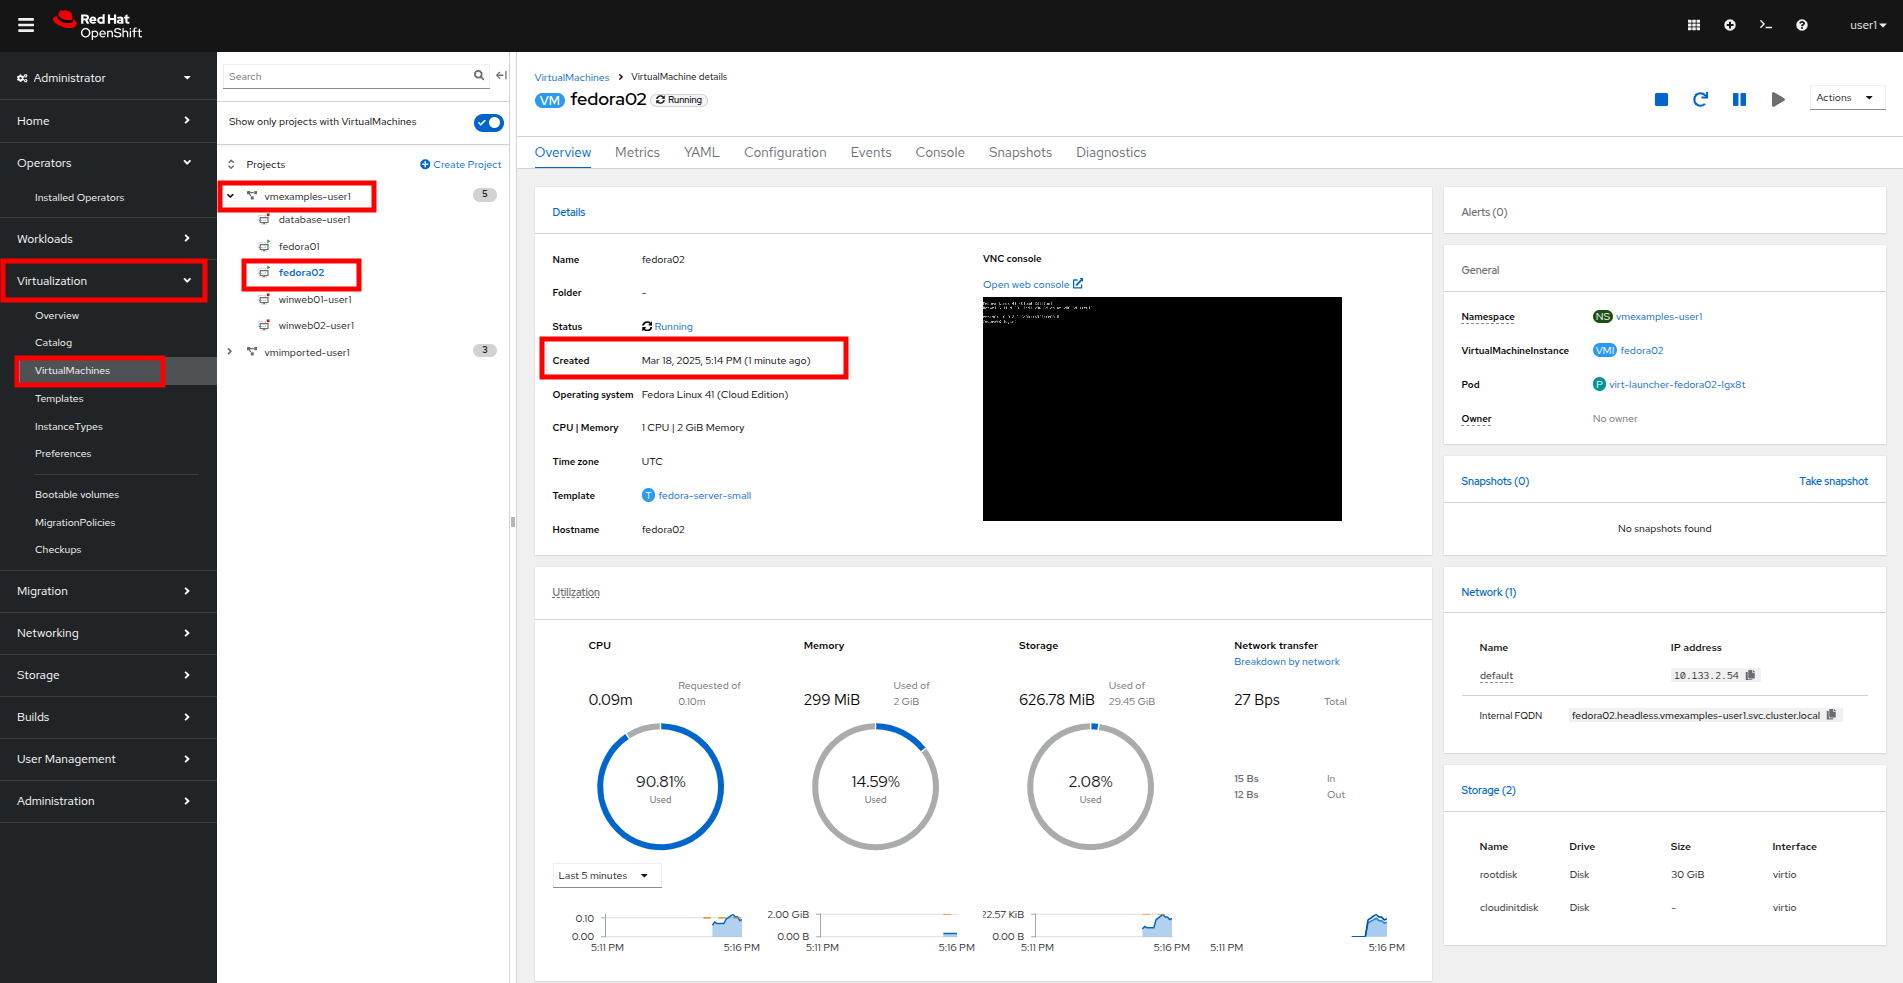 Red Hat
OpenShift
user1
Administrator
Home
Operators
Installed Operators
Workloads
Virtualization
Overview
Catalog
VirtualMachines
Templates
InstanceTypes
Preferences
Bootable volumes
MigrationPolicies
Checkups
Migration
Networking
Storage
Builds
User Management
Administration
Search
Show only projects with VirtualMachines
Projects
Create Project
vmexamples-user1
5
database-user1
fedora01
fedora02
winweb01-user1
winweb02-user1
vmimported-user1
3
VirtualMachines > VirtualMachine details
VM fedora02 Running
Actions
Overview Metrics YAML Configuration Events Console Snapshots Diagnostics
Details
Name fedora02
Folder -
Status Running
Created Mar 18, 2025, 5:14 PM (1 minute ago)
Operating system Fedora Linux 41 (Cloud Edition)
CPU | Memory 1 CPU | 2 GiB Memory
Time zone UTC
Template T fedora-server-small
Hostname fedora02
VNC console
Open web console
Utilization
CPU
0.09m
Requested of
0.10m
90.81%
Used
Memory
299 MiB
Used of
2 GiB
14.59%
Used
Storage
626.78 MiB
Used of
29.45 GiB
2.08%
Used
Network transfer
Breakdown by network
27 Bps Total
15 Bs In
12 Bs Out
Last 5 minutes
0.10
0.00
5:11 PM 5:16 PM
2.00 GiB
0.00 B
5:11 PM 5:16 PM
22.57 KiB
0.00 B
5:11 PM 5:16 PM
5:11 PM 5:16 PM
Alerts (0)
General
Namespace NS vmexamples-user1
VirtualMachineInstance VMI fedora02
Pod P virt-launcher-fedora02-lgx8t
Owner No owner
Snapshots (0) Take snapshot
No snapshots found
Network (1)
Name IP address
default 10.133.2.54
Internal FQDN fedora02.headless.vmexamples-user1.svc.cluster.local
Storage (2)
Name Drive Size Interface
rootdisk Disk 30 GiB virtio
cloudinitdisk Disk - virtio